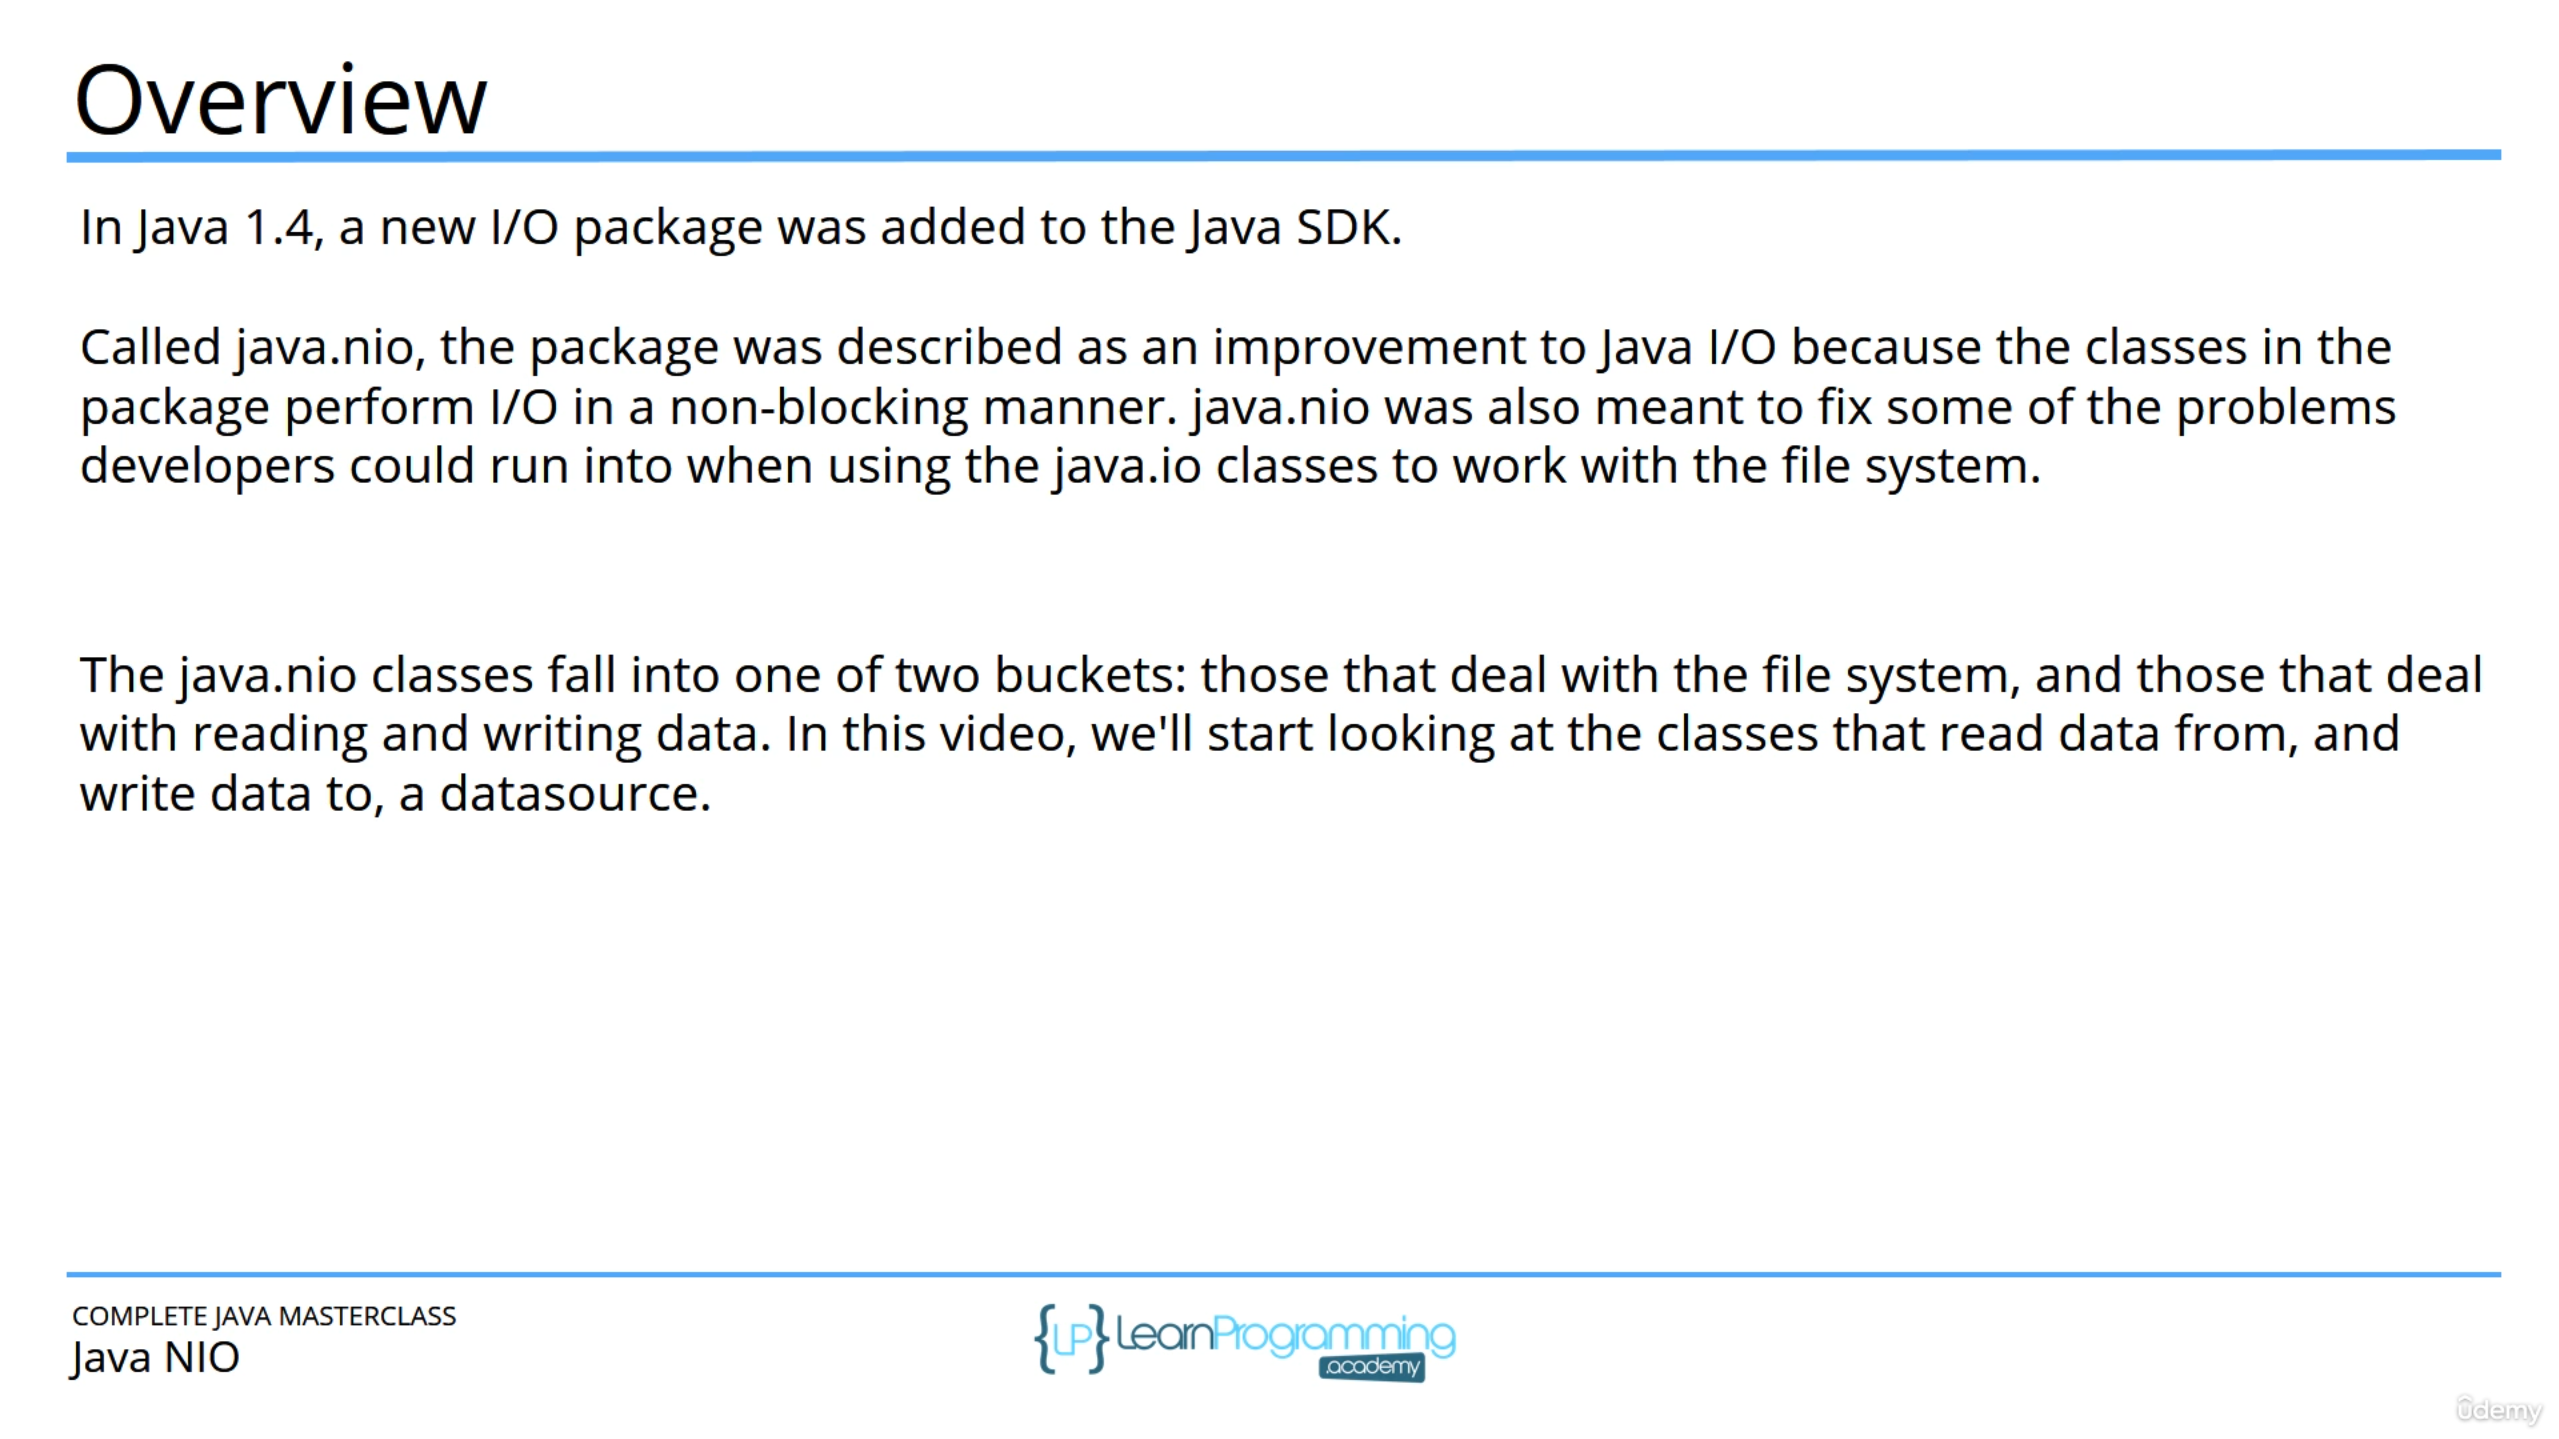 Overview
In Java 1.4, a new I/O package was added to the Java SDK.
Called java.nio, the package was described as an improvement to Java I/O because the classes in the
package perform I/O in a non-blocking manner. java.nio was also meant to fix some of the problems
developers could run into when using the java.io classes to work with the file system.
The java.nio classes fall into one of two buckets: those that deal with the file system, and those that deal
with reading and writing data. In this video, we'll start looking at the classes that read data from, and
write data to, a datasource.
COMPLETE JAVA MASTERCLASS
Java NIO
{LP} LearnProgramming
.academy
ûdemy